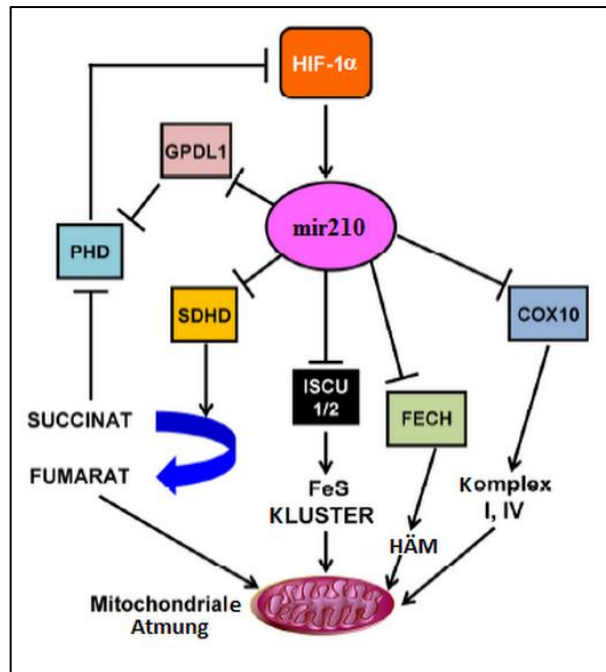 HIF-1α
GPDL1
mir210
PHD
SDHD
COX10
ISCU
1/2
FECH
SUCCINAT
FUMARAT
FeS
KLUSTER
Komplex
I, IV
HÄM
Mitochondriale
Atmung